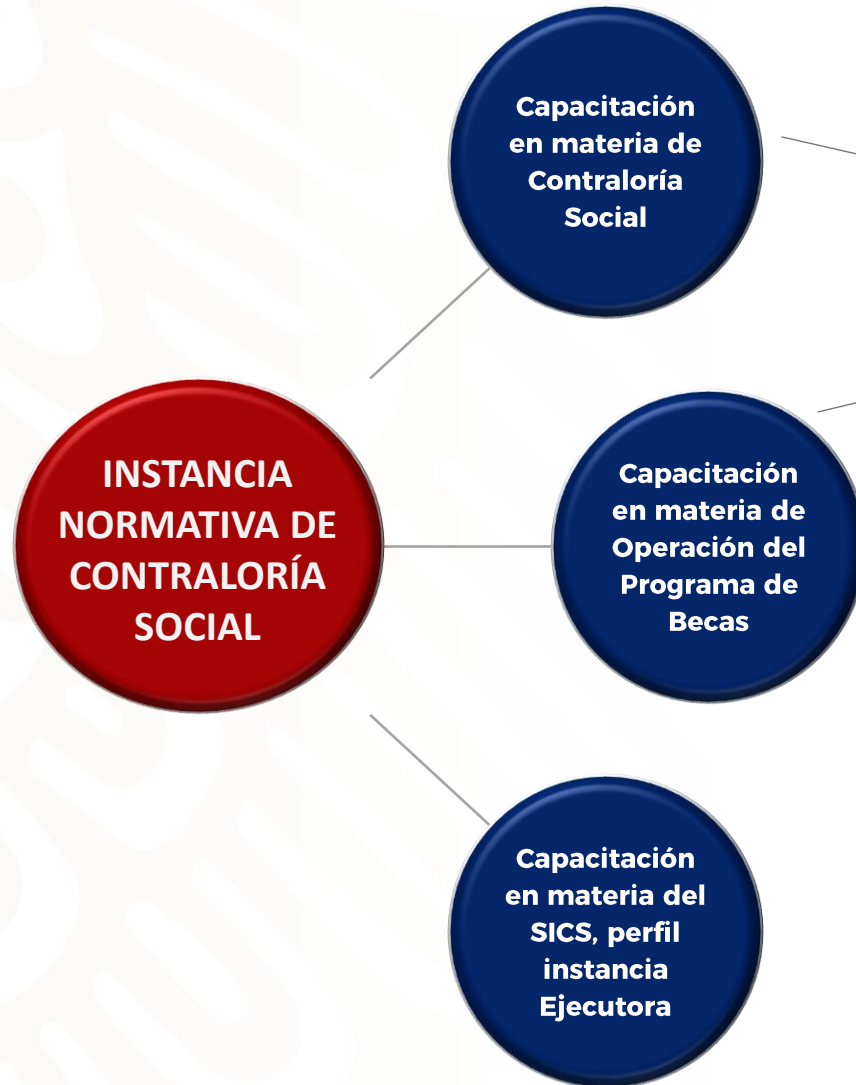 Capacitación
en materia de
Contraloría
Social
INSTANCIA
NORMATIVA DE
CONTRALORÍA
SOCIAL
Capacitación
en materia de
Operación del
Programa de
Becas
Capacitación
en materia del
SICS, perfil
instancia
Ejecutora